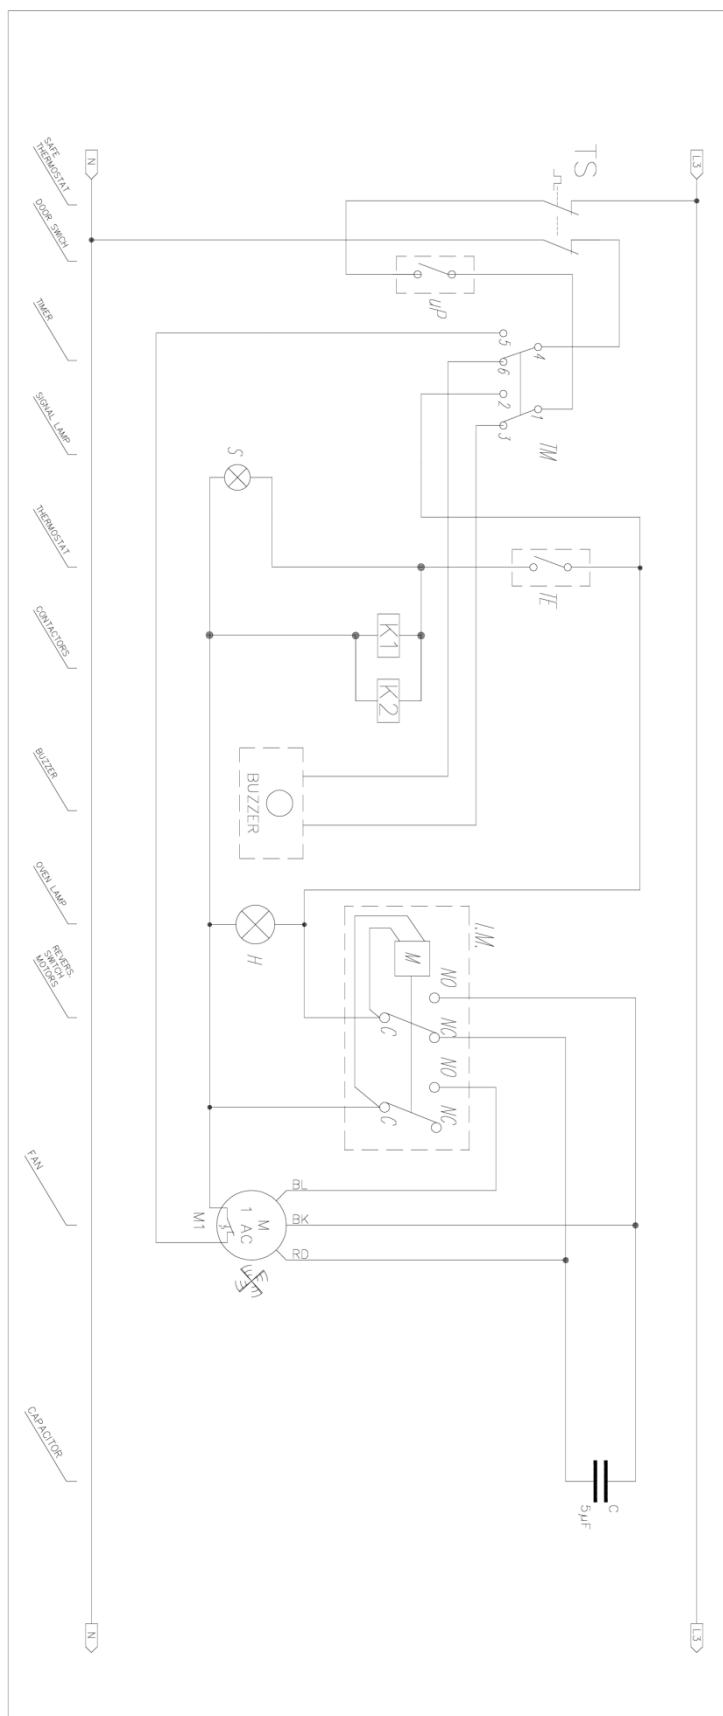 L3
L3
TS
uP
4
5
6
1
2
3
TM
S
TE
K1
K2
BUZZER
H
I.M.
M
NO
NC
NO
NC
C
C
BL
BK
RD
M
1 AC
M1
C
5µF
N
N
SAFE
THERMOSTAT
DOOR SWICH
TIMER
SIGNAL LAMP
THERMOSTAT
CONTACTORS
BUZZER
OVEN LAMP
REVERS.
SWITCH
MOTORS
FAN
CAPACITOR